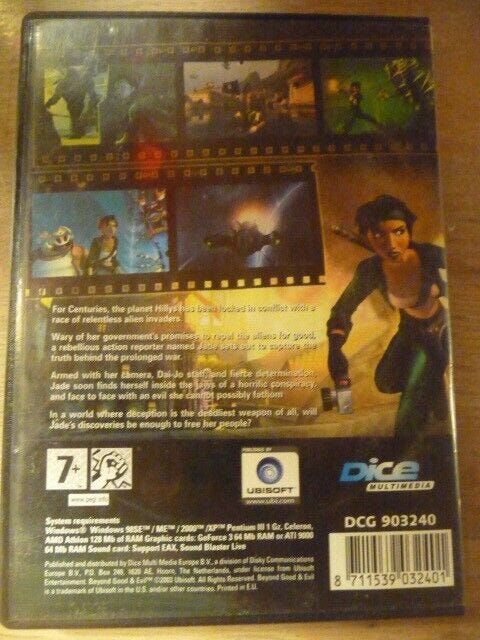 For Centuries, the planet Hillys has been locked in conflict with a
race of relentless alien invaders.
Wary of her government's promises to repel the aliens for good,
a rebellious action reporter named Jade sets out to capture the
truth behind the prolonged war.
Armed with her camera, Dai-Jo staff, and fierce determination,
Jade soon finds herself inside the jaws of a horrific conspiracy,
and face to face with an evil she cannot possibly fathom
In a world where deception is the deadliest weapon of all, will
Jade's discoveries be enough to free her people?
7+
www.pegi.info
PUBLISHED BY
UBISOFT
www.ubi.com
Dice
MULTIMEDIA
System requirements
Windows® Windows 98SE™ / ME™ / 2000™ /XP™ Pentium III 1 Gz, Celeron,
AMD Athlon 128 Mb of RAM Graphic cards: GeForce 3 64 Mb RAM or ATI 9000
64 Mb RAM Sound card: Support EAX, Sound Blaster Live
Published and distributed by Dice Multi Media Europe B.V., a division of Disky Communications
Europe B.V., P.O. Box 246, 1620 AE, Hoorn, The Netherlands, under license from Ubisoft
Entertainment. Beyond Good & Evil ©2003 Ubisoft. All Rights Reserved. Beyond Good & Evil
is a trademark of Ubisoft in the U.S. and/or other countries. Printed in E.U.
DCG 903240
8 711539 032401